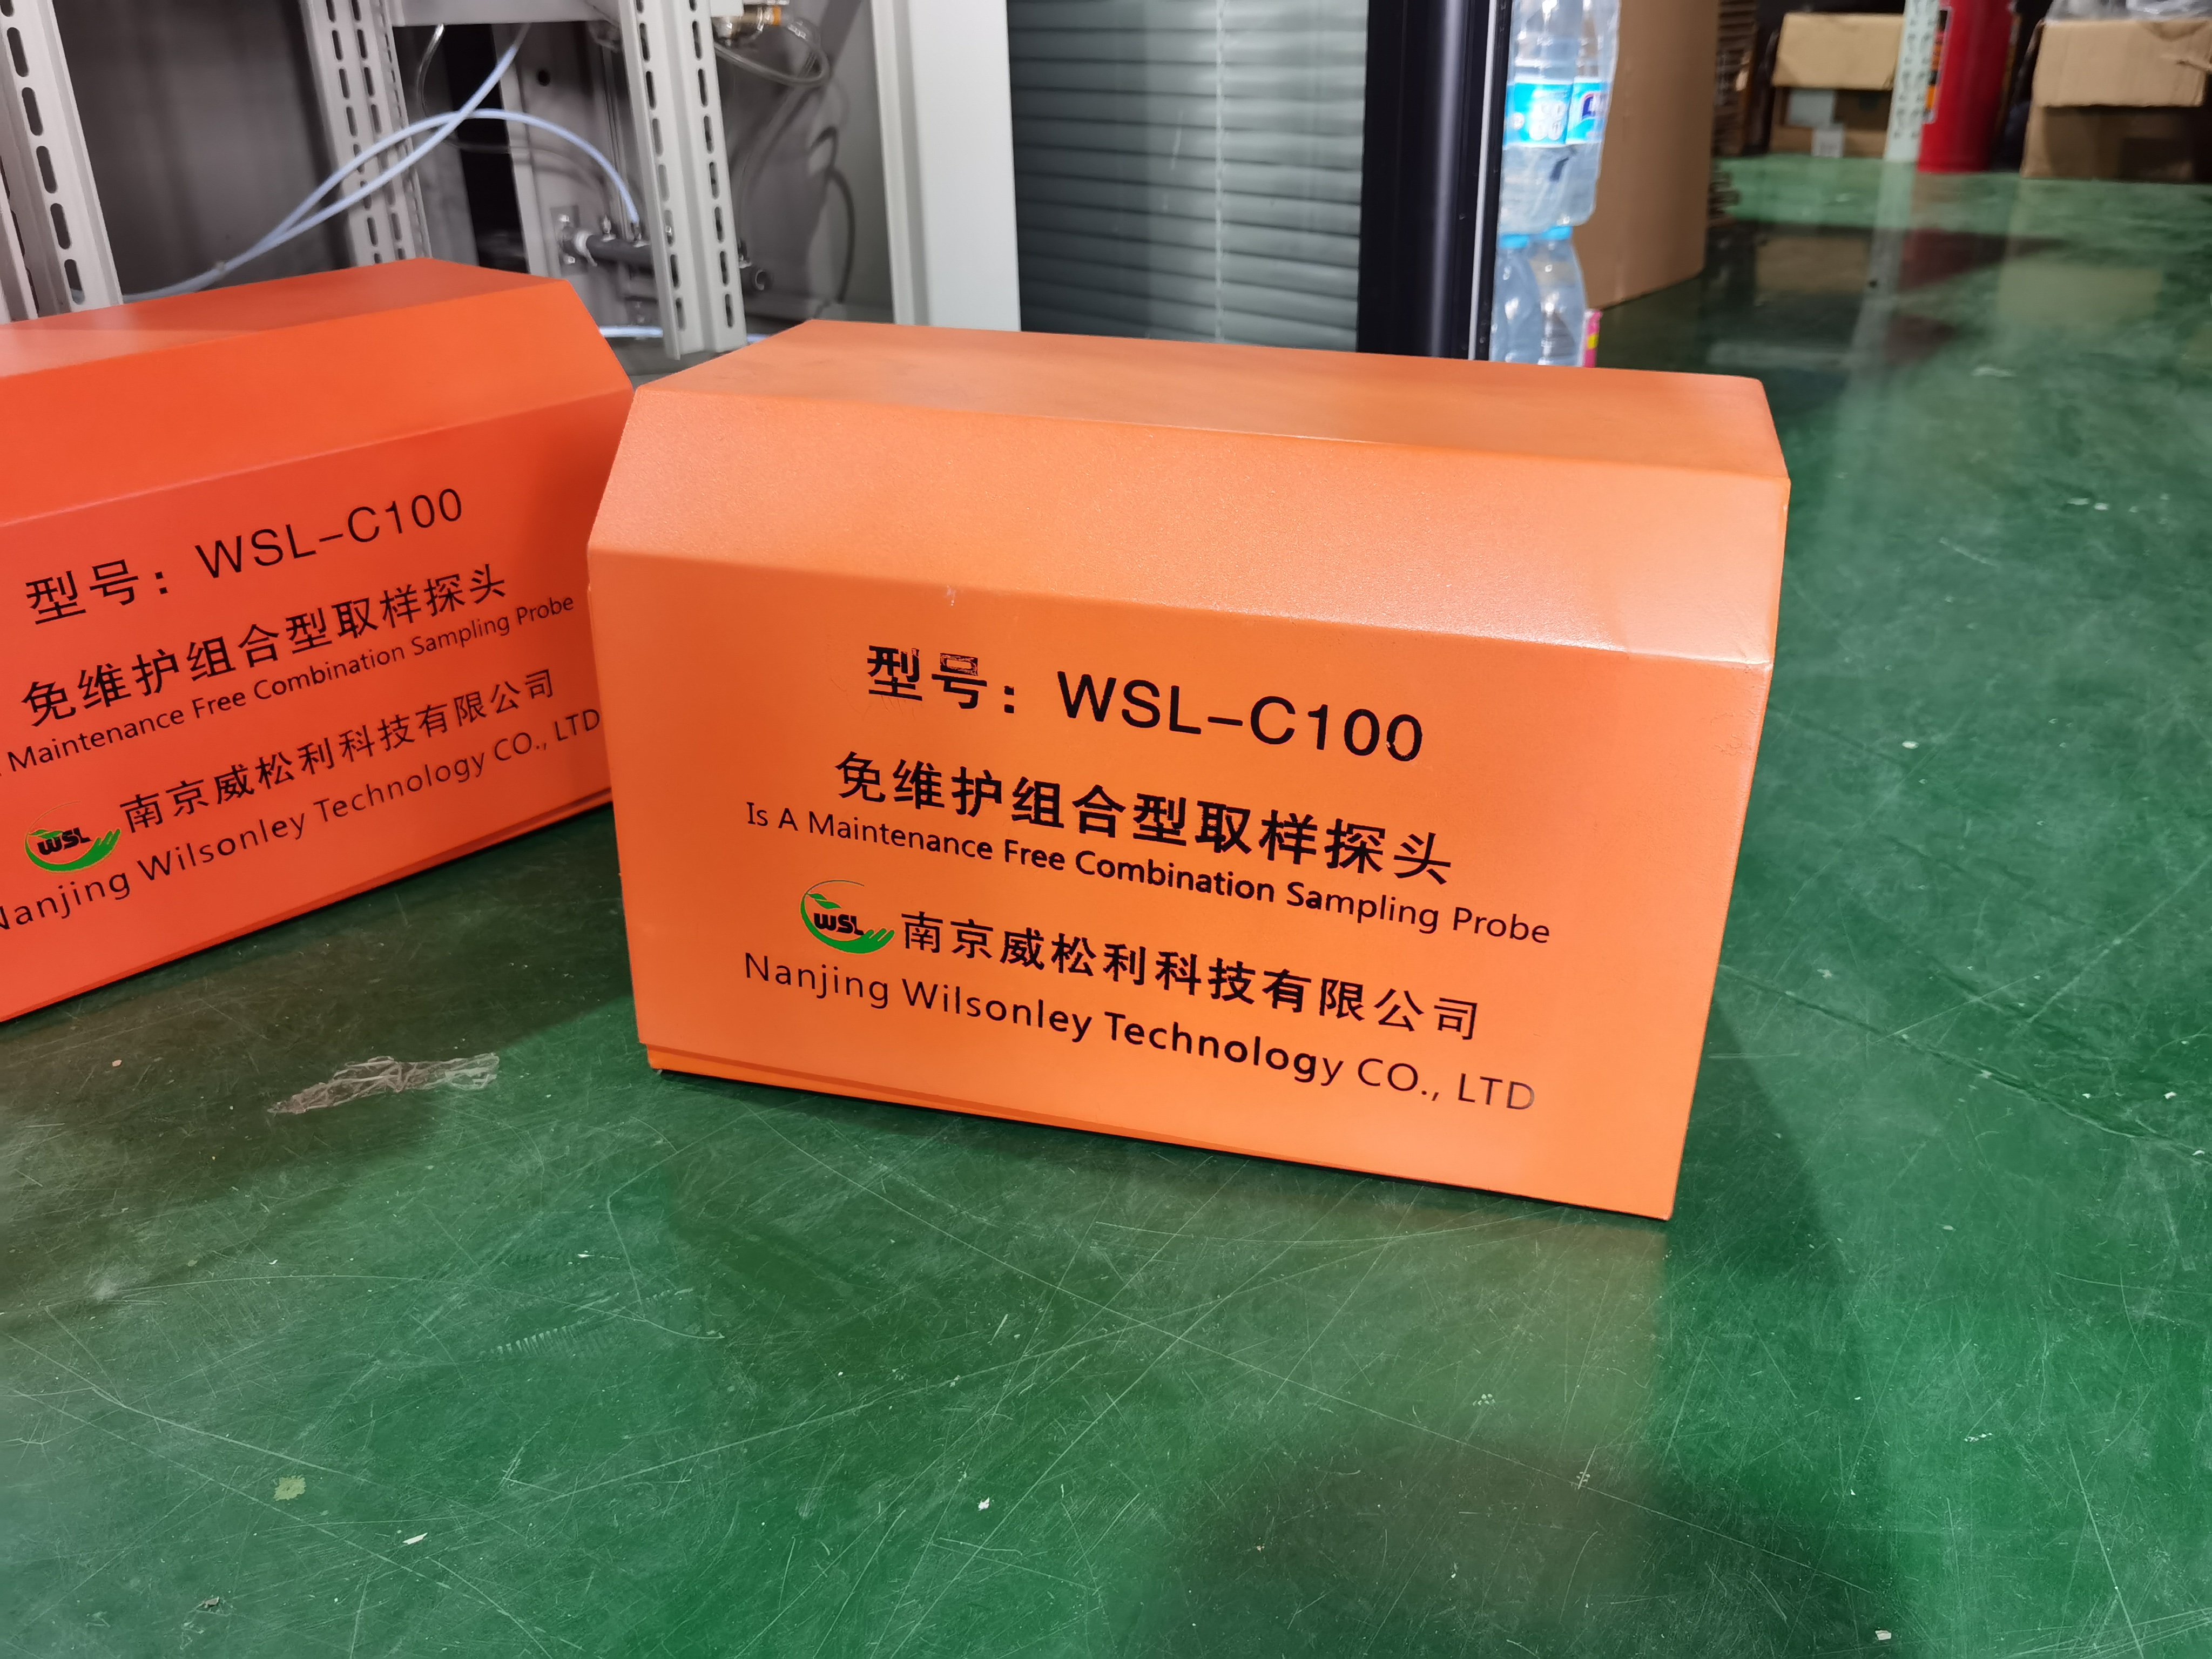 型号：WSL-C100
免维护组合型取样探头
Maintenance Free Combination Sampling Probe
WSL 南京威松利科技有限公司
Nanjing Wilsonley Technology CO., LTD
型号：WSL-C100
免维护组合型取样探头
Is A Maintenance Free Combination Sampling Probe
WSL 南京威松利科技有限公司
Nanjing Wilsonley Technology CO., LTD